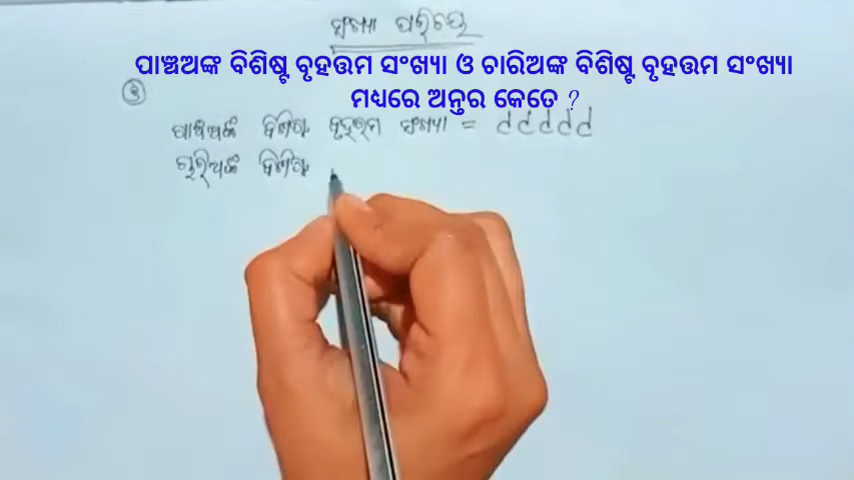 ସଂଖ୍ୟା ପରିଚୟ
ପାଞ୍ଚଅଙ୍କ ବିଶିଷ୍ଟ ବୃହତ୍ତମ ସଂଖ୍ୟା ଓ ଚାରିଅଙ୍କ ବିଶିଷ୍ଟ ବୃହତ୍ତମ ସଂଖ୍ୟା
ମଧ୍ୟରେ ଅନ୍ତର କେତେ ?
ପାଞ୍ଚଅଙ୍କ ବିଶିଷ୍ଟ ବୃହତ୍ତମ ସଂଖ୍ୟା = ୯୯୯୯୯
ଚାରିଅଙ୍କ ବିଶିଷ୍ଟ